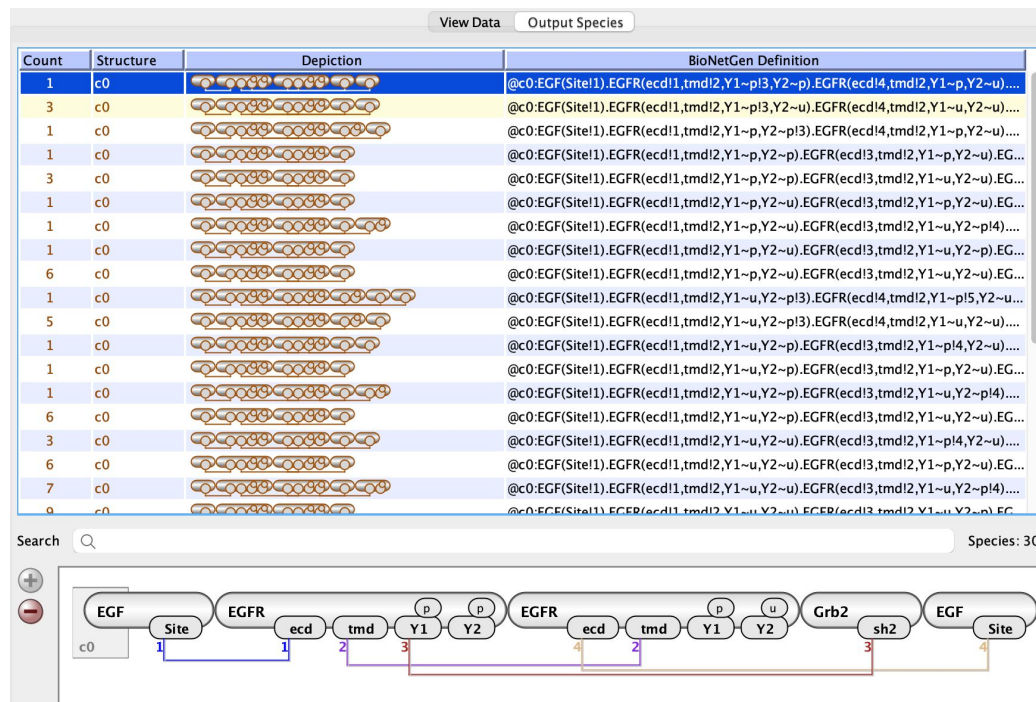 View Data Output Species
Count Structure Depiction BioNetGen Definition
1 c0 @c0:EGF(Site!1).EGFR(ecd!1,tmd!2,Y1~p!3,Y2~p).EGFR(ecd!4,tmd!2,Y1~p,Y2~u)....
3 c0 @c0:EGF(Site!1).EGFR(ecd!1,tmd!2,Y1~p!3,Y2~u).EGFR(ecd!4,tmd!2,Y1~u,Y2~u)....
1 c0 @c0:EGF(Site!1).EGFR(ecd!1,tmd!2,Y1~p,Y2~p!3).EGFR(ecd!4,tmd!2,Y1~p,Y2~u)....
1 c0 @c0:EGF(Site!1).EGFR(ecd!1,tmd!2,Y1~p,Y2~p).EGFR(ecd!3,tmd!2,Y1~p,Y2~u).EG...
3 c0 @c0:EGF(Site!1).EGFR(ecd!1,tmd!2,Y1~p,Y2~p).EGFR(ecd!3,tmd!2,Y1~u,Y2~u).EG...
1 c0 @c0:EGF(Site!1).EGFR(ecd!1,tmd!2,Y1~p,Y2~u).EGFR(ecd!3,tmd!2,Y1~p,Y2~u).EG...
1 c0 @c0:EGF(Site!1).EGFR(ecd!1,tmd!2,Y1~p,Y2~u).EGFR(ecd!3,tmd!2,Y1~u,Y2~p!4)....
1 c0 @c0:EGF(Site!1).EGFR(ecd!1,tmd!2,Y1~p,Y2~u).EGFR(ecd!3,tmd!2,Y1~u,Y2~p).EG...
6 c0 @c0:EGF(Site!1).EGFR(ecd!1,tmd!2,Y1~p,Y2~u).EGFR(ecd!3,tmd!2,Y1~u,Y2~u).EG...
1 c0 @c0:EGF(Site!1).EGFR(ecd!1,tmd!2,Y1~u,Y2~p!3).EGFR(ecd!4,tmd!2,Y1~p!5,Y2~u...
5 c0 @c0:EGF(Site!1).EGFR(ecd!1,tmd!2,Y1~u,Y2~p!3).EGFR(ecd!4,tmd!2,Y1~u,Y2~u)....
1 c0 @c0:EGF(Site!1).EGFR(ecd!1,tmd!2,Y1~u,Y2~p).EGFR(ecd!3,tmd!2,Y1~p!4,Y2~u)....
1 c0 @c0:EGF(Site!1).EGFR(ecd!1,tmd!2,Y1~u,Y2~p).EGFR(ecd!3,tmd!2,Y1~u,Y2~p).EG...
1 c0 @c0:EGF(Site!1).EGFR(ecd!1,tmd!2,Y1~u,Y2~p).EGFR(ecd!3,tmd!2,Y1~u,Y2~p!4)....
6 c0 @c0:EGF(Site!1).EGFR(ecd!1,tmd!2,Y1~u,Y2~p).EGFR(ecd!3,tmd!2,Y1~u,Y2~u).EG...
3 c0 @c0:EGF(Site!1).EGFR(ecd!1,tmd!2,Y1~u,Y2~u).EGFR(ecd!3,tmd!2,Y1~p!4,Y2~u)....
6 c0 @c0:EGF(Site!1).EGFR(ecd!1,tmd!2,Y1~u,Y2~u).EGFR(ecd!3,tmd!2,Y1~p,Y2~u).EG...
7 c0 @c0:EGF(Site!1).EGFR(ecd!1,tmd!2,Y1~u,Y2~u).EGFR(ecd!3,tmd!2,Y1~u,Y2~p!4)....
9 c0 @c0:EGF(Site!1).EGFR(ecd!1,tmd!2,Y1~u,Y2~u).EGFR(ecd!3,tmd!2,Y1~u,Y2~p).EG
Search Species: 30
p p p u
EGF EGFR EGFR Grb2 EGF
Site ecd tmd Y1 Y2 ecd tmd Y1 Y2 sh2 Site
c0 1 1 2 3 4 2 3 4